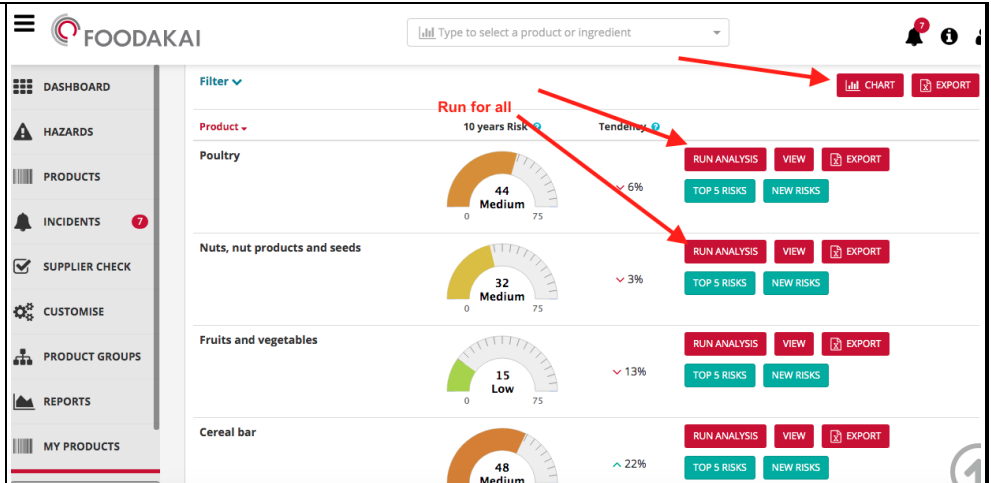 FOODAKAI
Type to select a product or ingredient
7
DASHBOARD
HAZARDS
PRODUCTS
INCIDENTS 7
SUPPLIER CHECK
CUSTOMISE
PRODUCT GROUPS
REPORTS
MY PRODUCTS
Filter
CHART EXPORT
Run for all
Product 10 years Risk ? Tendency ?
Poultry
44
Medium
0 75
6%
RUN ANALYSIS VIEW EXPORT
TOP 5 RISKS NEW RISKS
Nuts, nut products and seeds
32
Medium
0 75
3%
RUN ANALYSIS VIEW EXPORT
TOP 5 RISKS NEW RISKS
Fruits and vegetables
15
Low
0 75
13%
RUN ANALYSIS VIEW EXPORT
TOP 5 RISKS NEW RISKS
Cereal bar
48
Medium
22%
RUN ANALYSIS VIEW EXPORT
TOP 5 RISKS NEW RISKS